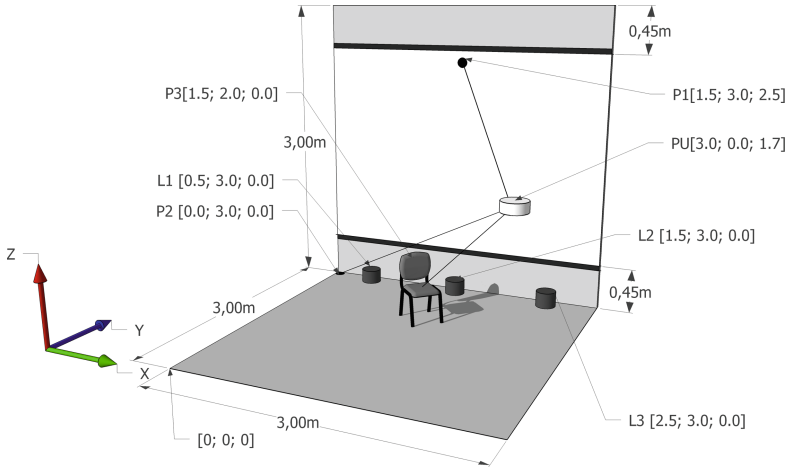 0,45m
P3[1.5; 2.0; 0.0]
P1[1.5; 3.0; 2.5]
3,00m
PU[3.0; 0.0; 1.7]
L1 [0.5; 3.0; 0.0]
P2 [0.0; 3.0; 0.0]
L2 [1.5; 3.0; 0.0]
Z
0,45m
3,00m
Y
X
3,00m
L3 [2.5; 3.0; 0.0]
[0; 0; 0]